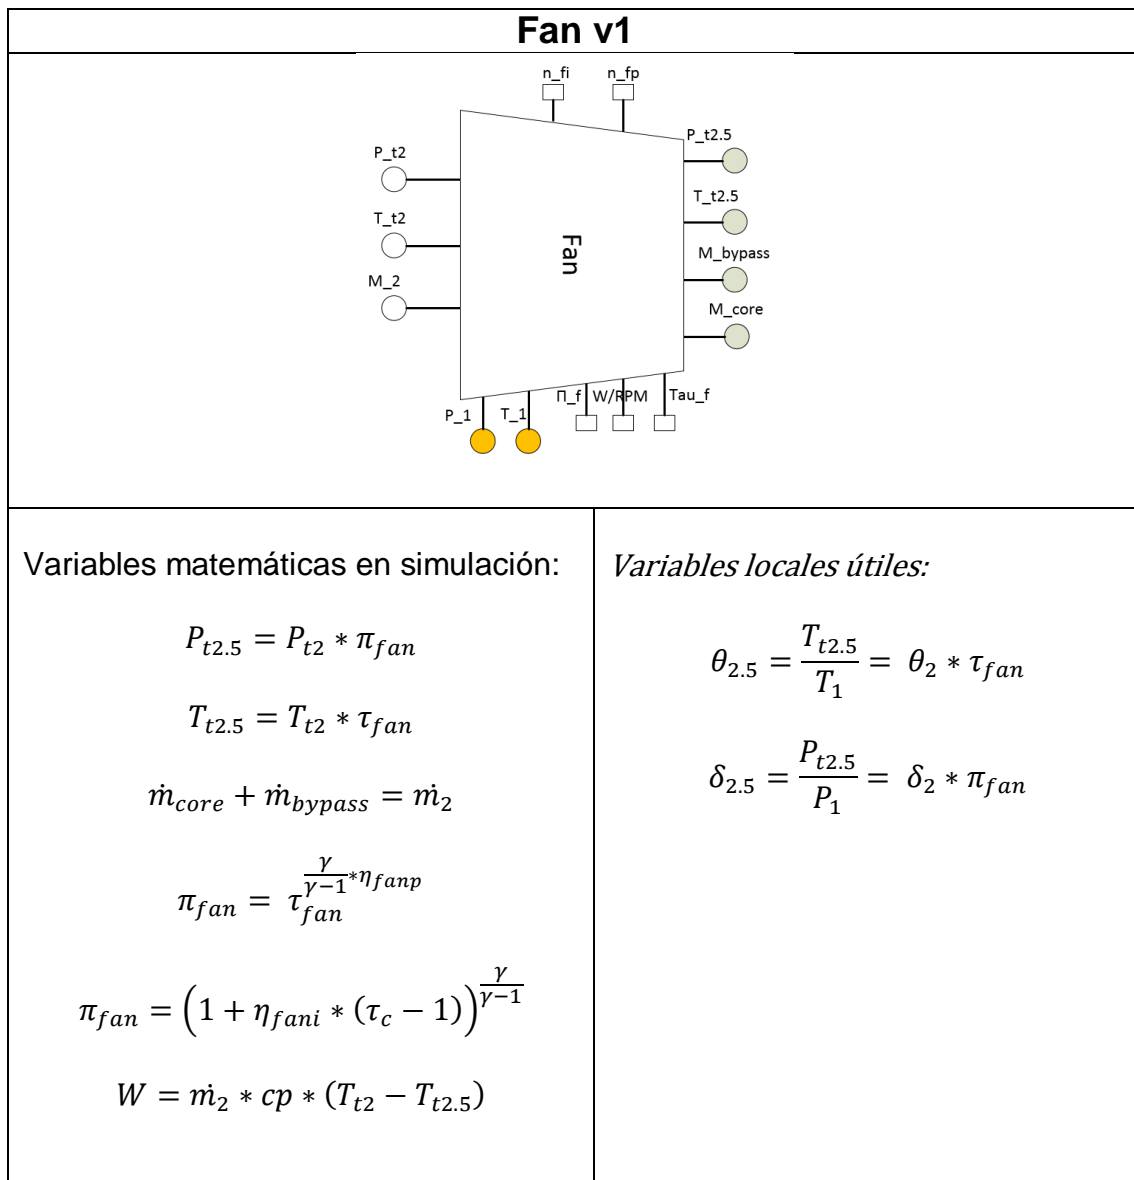 Fan v1
n_fi n_fp
P_t2
T_t2
M_2
Fan
P_t2.5
T_t2.5
M_bypass
M_core
P_1 T_1 Π_f W/RPM Tau_f
Variables matemáticas en simulación:
P_{t2.5} = P_{t2} * π_{fan}
T_{t2.5} = T_{t2} * τ_{fan}
ṁ_{core} + ṁ_{bypass} = ṁ_2
π_{fan} = τ_{fan}^{\frac{γ}{γ-1}*η_{fanp}}
π_{fan} = (1 + η_{fani} * (τ_c − 1))^{\frac{γ}{γ-1}}
W = ṁ_2 * cp * (T_{t2} − T_{t2.5})
Variables locales útiles:
θ_{2.5} = \frac{T_{t2.5}}{T_1} = θ_2 * τ_{fan}
δ_{2.5} = \frac{P_{t2.5}}{P_1} = δ_2 * π_{fan}